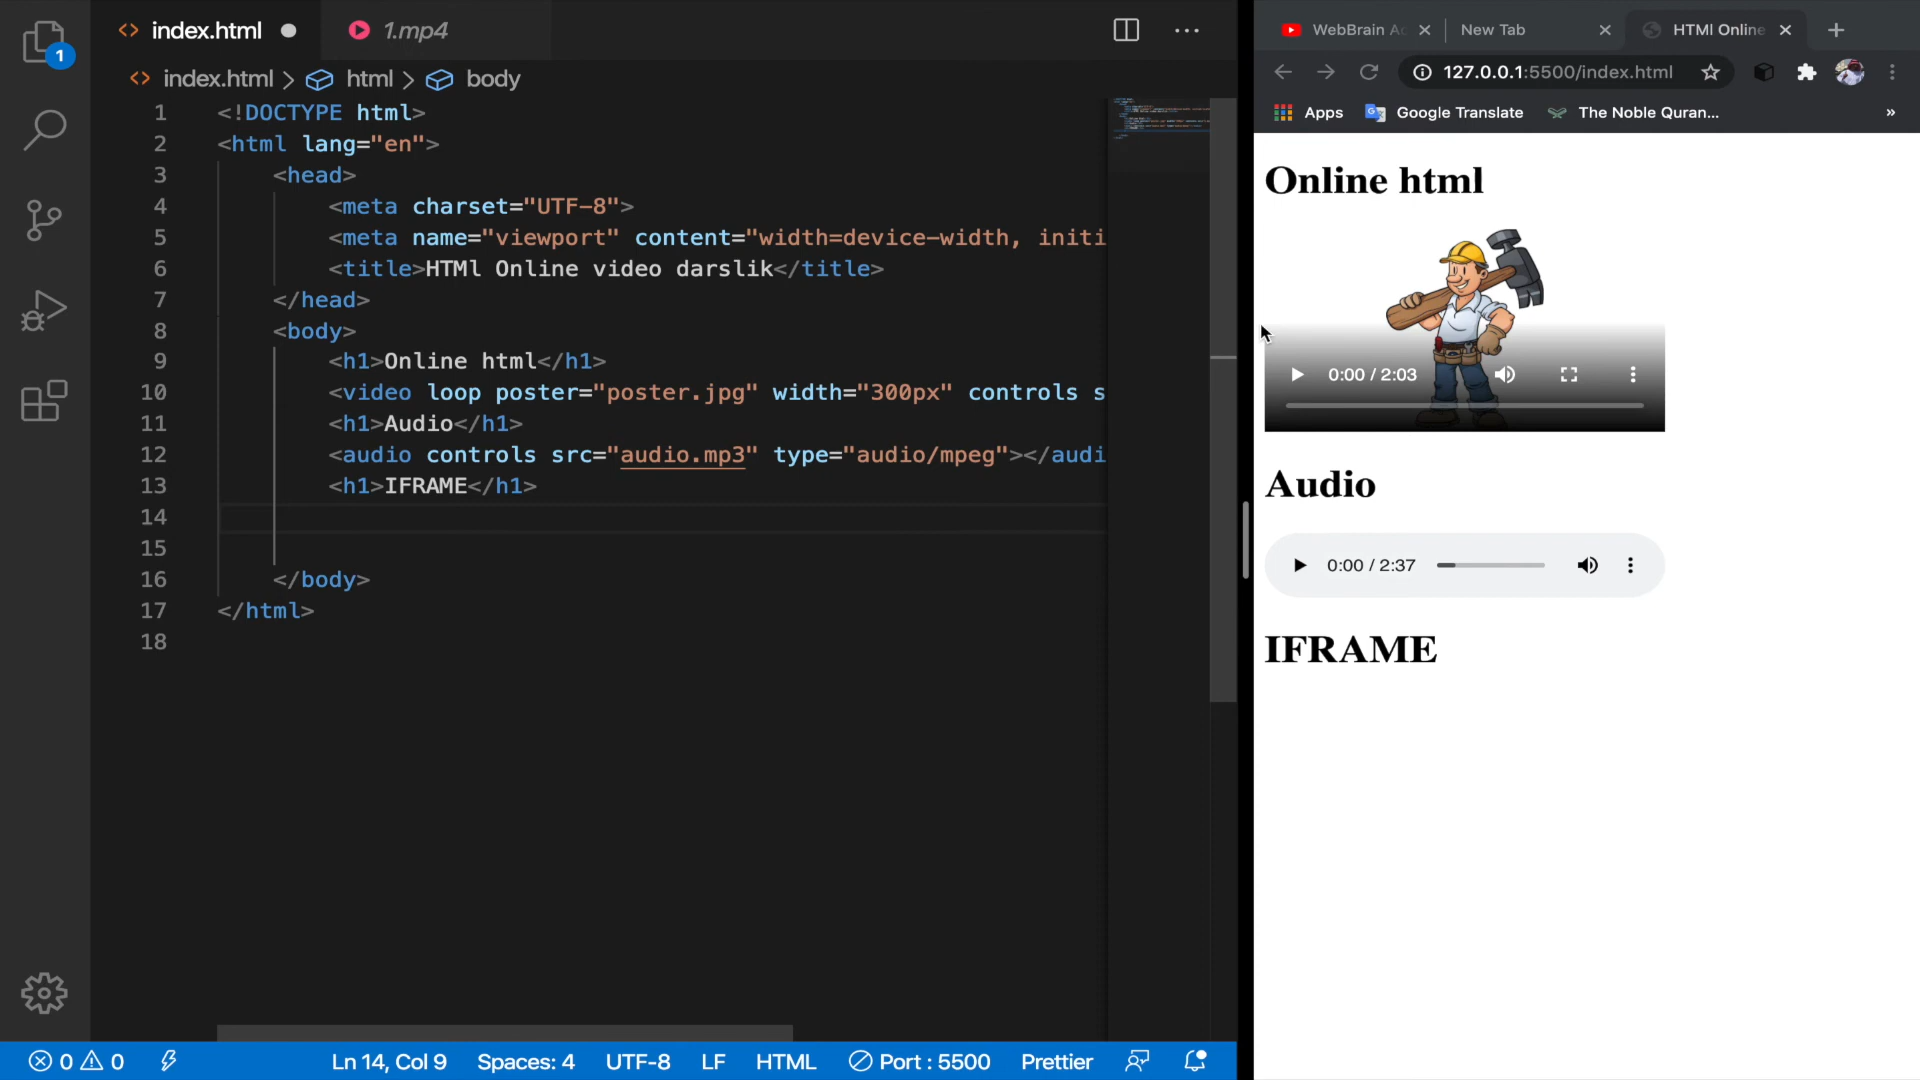 1
index.html
1.mp4
index.html > html > body
1 <!DOCTYPE html>
2 <html lang="en">
3 <head>
4 <meta charset="UTF-8">
5 <meta name="viewport" content="width=device-width, initi
6 <title>HTMl Online video darslik</title>
7 </head>
8 <body>
9 <h1>Online html</h1>
10 <video loop poster="poster.jpg" width="300px" controls s
11 <h1>Audio</h1>
12 <audio controls src="audio.mp3" type="audio/mpeg"></audi
13 <h1>IFRAME</h1>
14
15
16 </body>
17 </html>
18
0 0 Ln 14, Col 9 Spaces: 4 UTF-8 LF HTML Port : 5500 Prettier
WebBrain Ac New Tab HTMl Online
127.0.0.1:5500/index.html
Apps Google Translate The Noble Quran... »
Online html
0:00 / 2:03
Audio
0:00 / 2:37
IFRAME